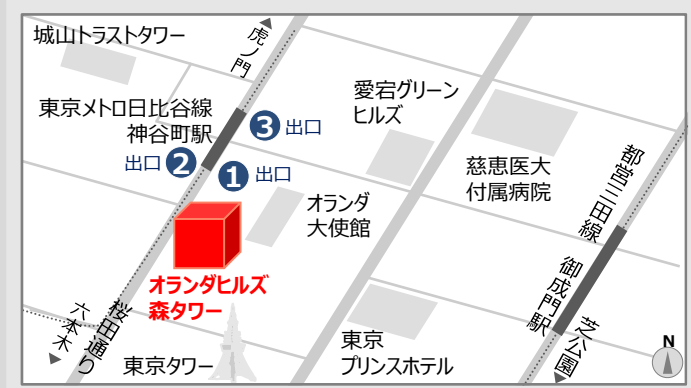 城山トラストタワー
虎ノ門
東京メトロ日比谷線
神谷町駅
3 出口
出口 2
1 出口
愛宕グリーン
ヒルズ
慈恵医大
付属病院
都営三田線
御成門駅
芝公園
オランダ
大使館
オランダヒルズ
森タワー
桜田通り
六本木
東京タワー
東京
プリンスホテル
N